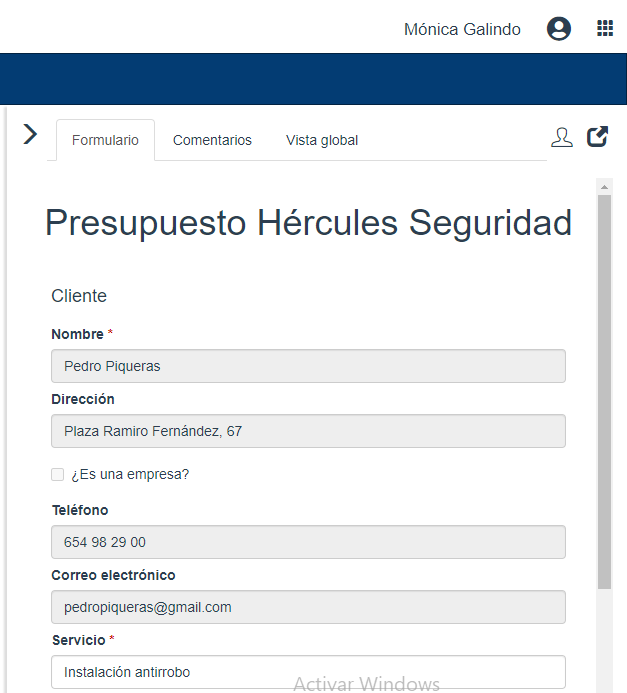 Mónica Galindo
Formulario Comentarios Vista global
Presupuesto Hércules Seguridad
Cliente
Nombre *
Pedro Piqueras
Dirección
Plaza Ramiro Fernández, 67
¿Es una empresa?
Teléfono
654 98 29 00
Correo electrónico
pedropiqueras@gmail.com
Servicio *
Instalación antirrobo
Activar Windows